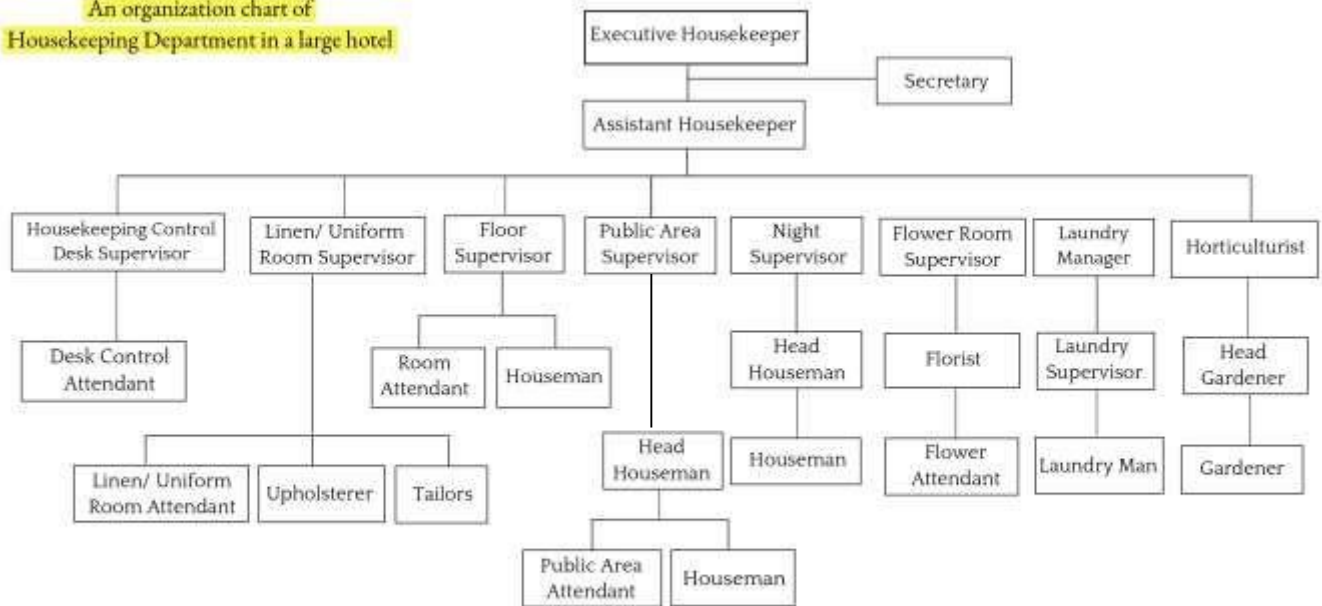 An organization chart of
Housekeeping Department in a large hotel
Executive Housekeeper
Secretary
Assistant Housekeeper
Housekeeping Control
Desk Supervisor
Linen/ Uniform
Room Supervisor
Floor
Supervisor
Public Area
Supervisor
Night
Supervisor
Flower Room
Supervisor
Laundry
Manager
Horticulturist
Desk Control
Attendant
Room
Attendant
Houseman
Head
Houseman
Florist
Laundry
Supervisor
Head
Gardener
Linen/ Uniform
Room Attendant
Upholsterer
Tailors
Head
Houseman
Houseman
Flower
Attendant
Laundry Man
Gardener
Public Area
Attendant
Houseman